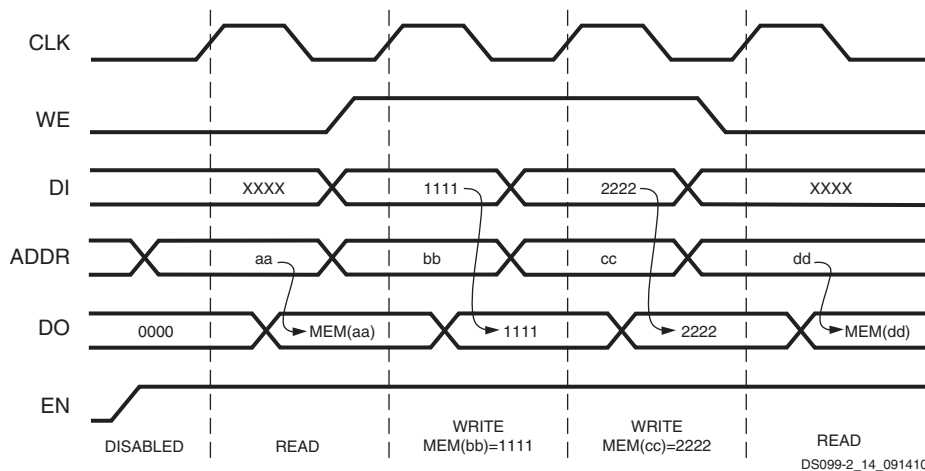 CLK
WE
DI XXXX 1111 2222 XXXX
ADDR aa bb cc dd
DO 0000 MEM(aa) 1111 2222 MEM(dd)
EN
DISABLED READ WRITE WRITE READ
MEM(bb)=1111 MEM(cc)=2222
DS099-2_14_091410